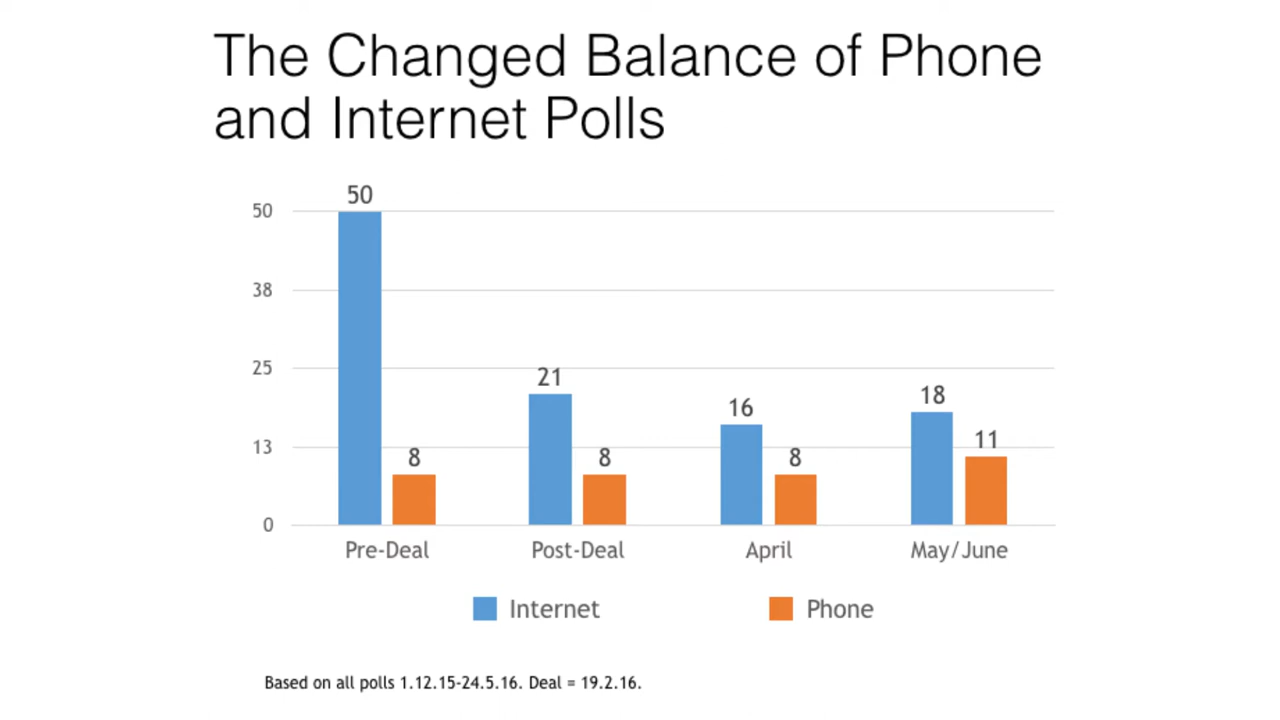 The Changed Balance of Phone
and Internet Polls
50
50
38
25
13
0
8
21
8
16
8
18
11
Pre-Deal
Post-Deal
April
May/June
Internet
Phone
Based on all polls 1.12.15-24.5.16. Deal = 19.2.16.